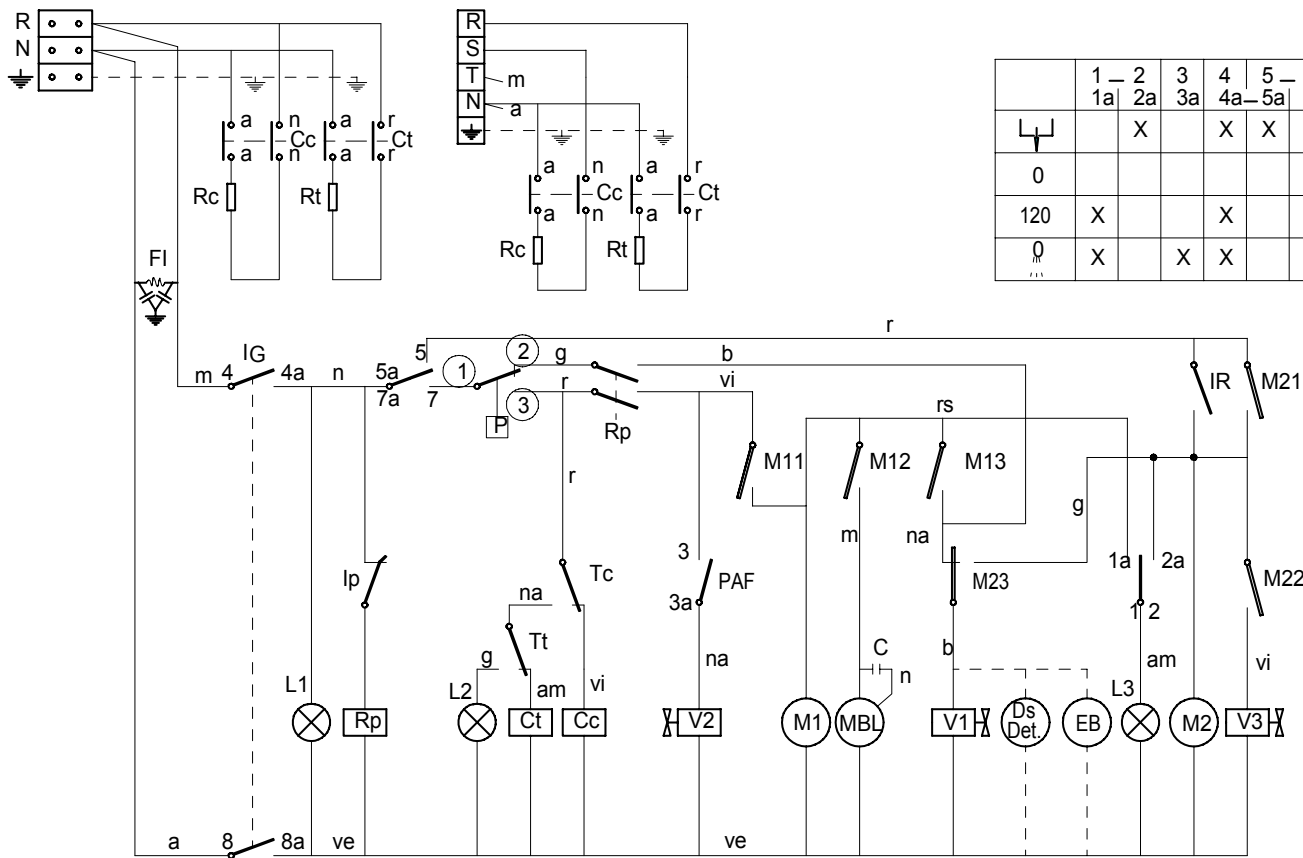 R
N
a n a r
Cc Ct
a n a r
Rc Rt
FI
R
S
T m
N a
a n a r
Cc Ct
a n a r
Rc Rt
1 – 2 3 4 5 –
1a 2a 3a 4a – 5a
X X X
0
120 X X
0 X X X
r
IG 5 2
m 4 4a n 5a 1 g b
7a 7 r vi
P 3 Rp
IR M21
rs
M11 M12 M13
r
g
m na
3 1a 2a
Ip Tc PAF M23 M22
na 3a 1 2
Tt
g na C b am vi
L1 L2 am vi n L3
Rp Ct Cc V2 M1 MBL V1 Ds Det. EB M2 V3
a 8 8a ve ve